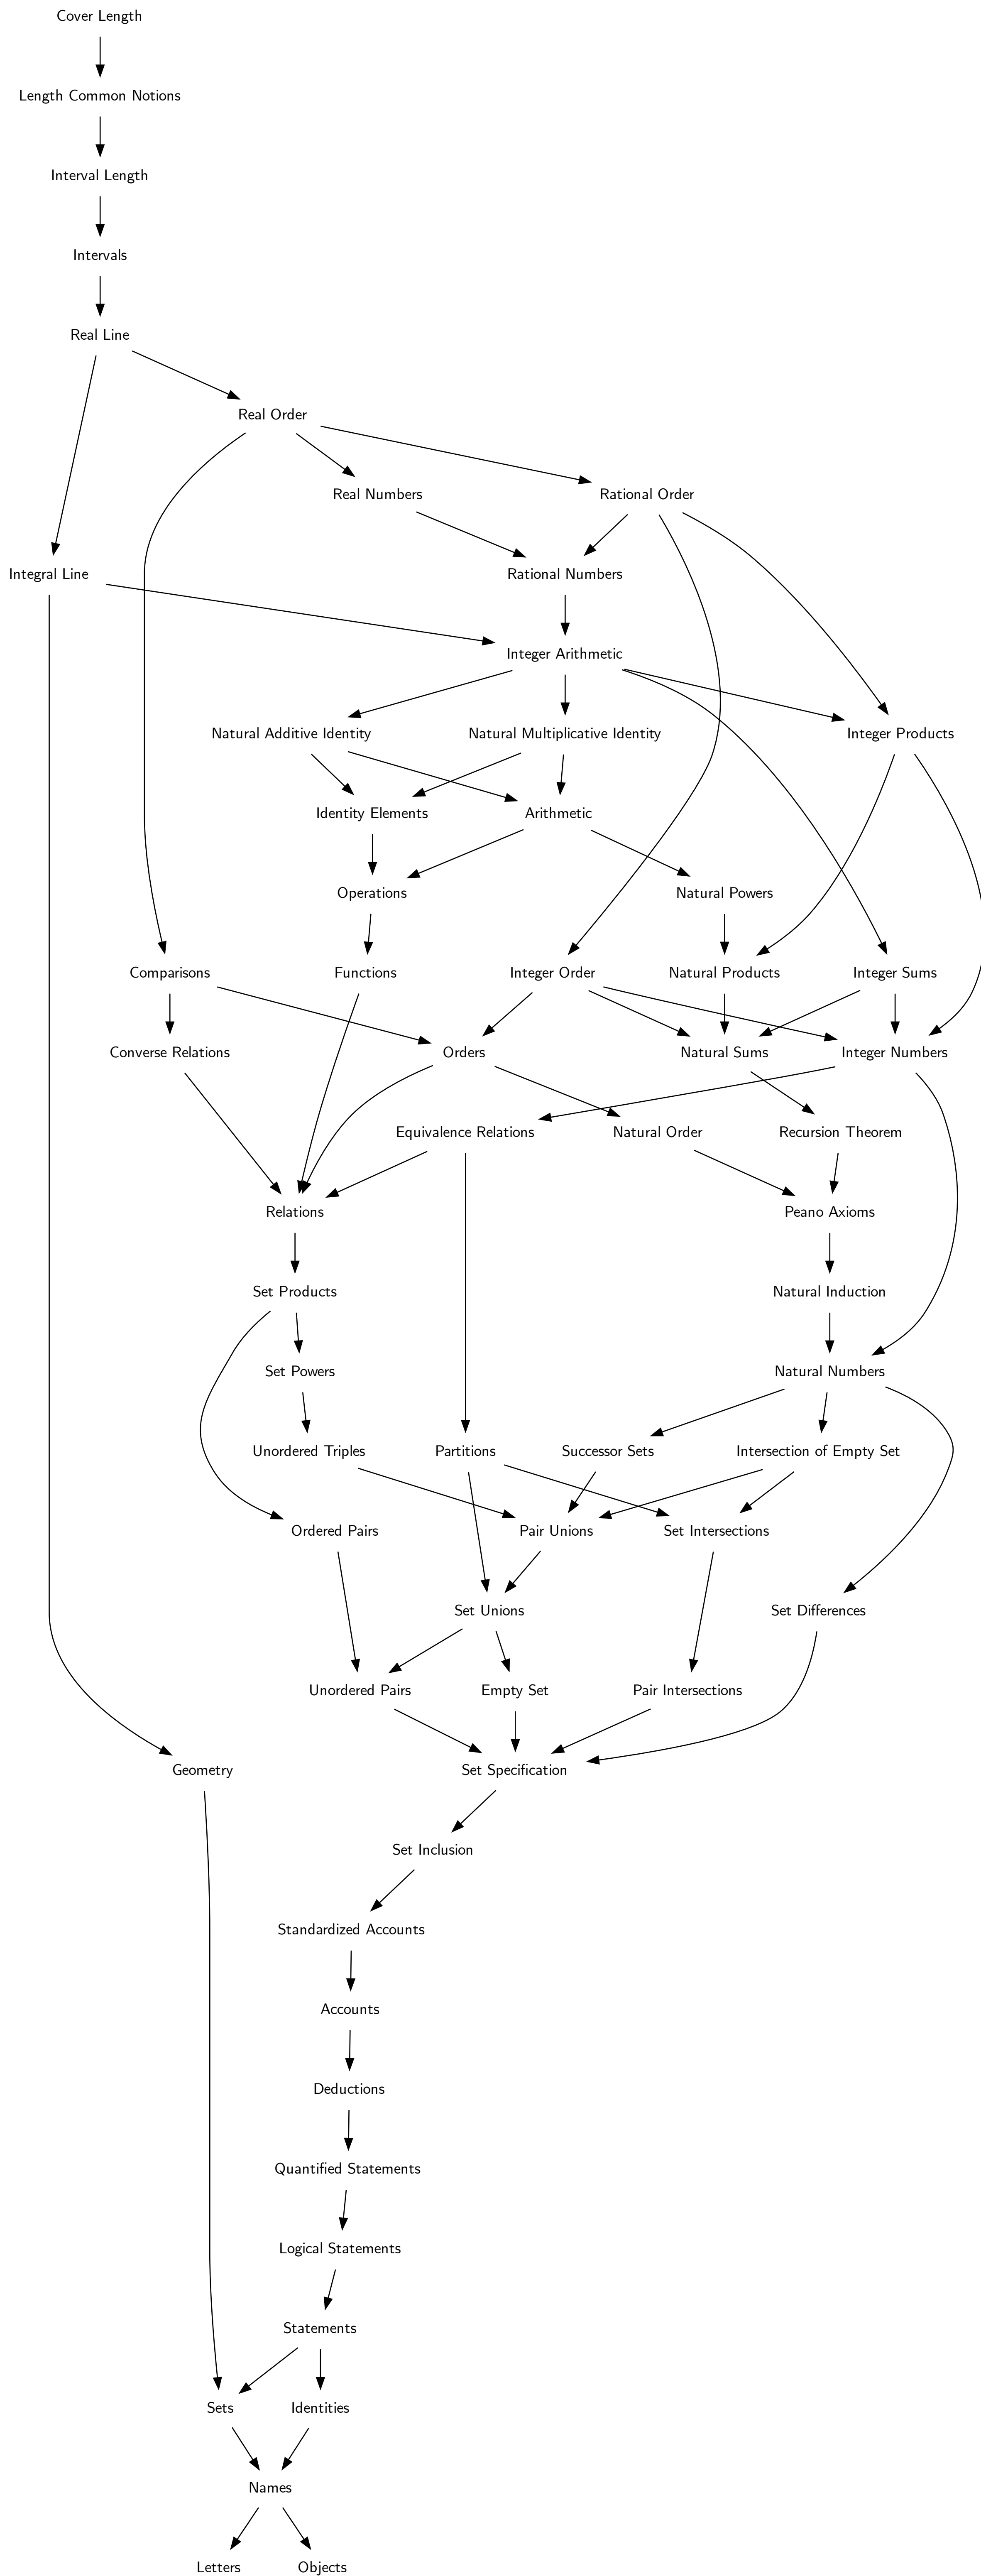 Cover Length
Length Common Notions
Interval Length
Intervals
Real Line
Real Order
Real Numbers
Rational Order
Integral Line
Rational Numbers
Integer Arithmetic
Natural Additive Identity
Natural Multiplicative Identity
Integer Products
Identity Elements
Arithmetic
Operations
Natural Powers
Comparisons
Functions
Integer Order
Natural Products
Integer Sums
Converse Relations
Orders
Natural Sums
Integer Numbers
Equivalence Relations
Natural Order
Recursion Theorem
Relations
Peano Axioms
Set Products
Natural Induction
Set Powers
Natural Numbers
Unordered Triples
Partitions
Successor Sets
Intersection of Empty Set
Ordered Pairs
Pair Unions
Set Intersections
Set Unions
Set Differences
Unordered Pairs
Empty Set
Pair Intersections
Geometry
Set Specification
Set Inclusion
Standardized Accounts
Accounts
Deductions
Quantified Statements
Logical Statements
Statements
Sets
Identities
Names
Letters
Objects